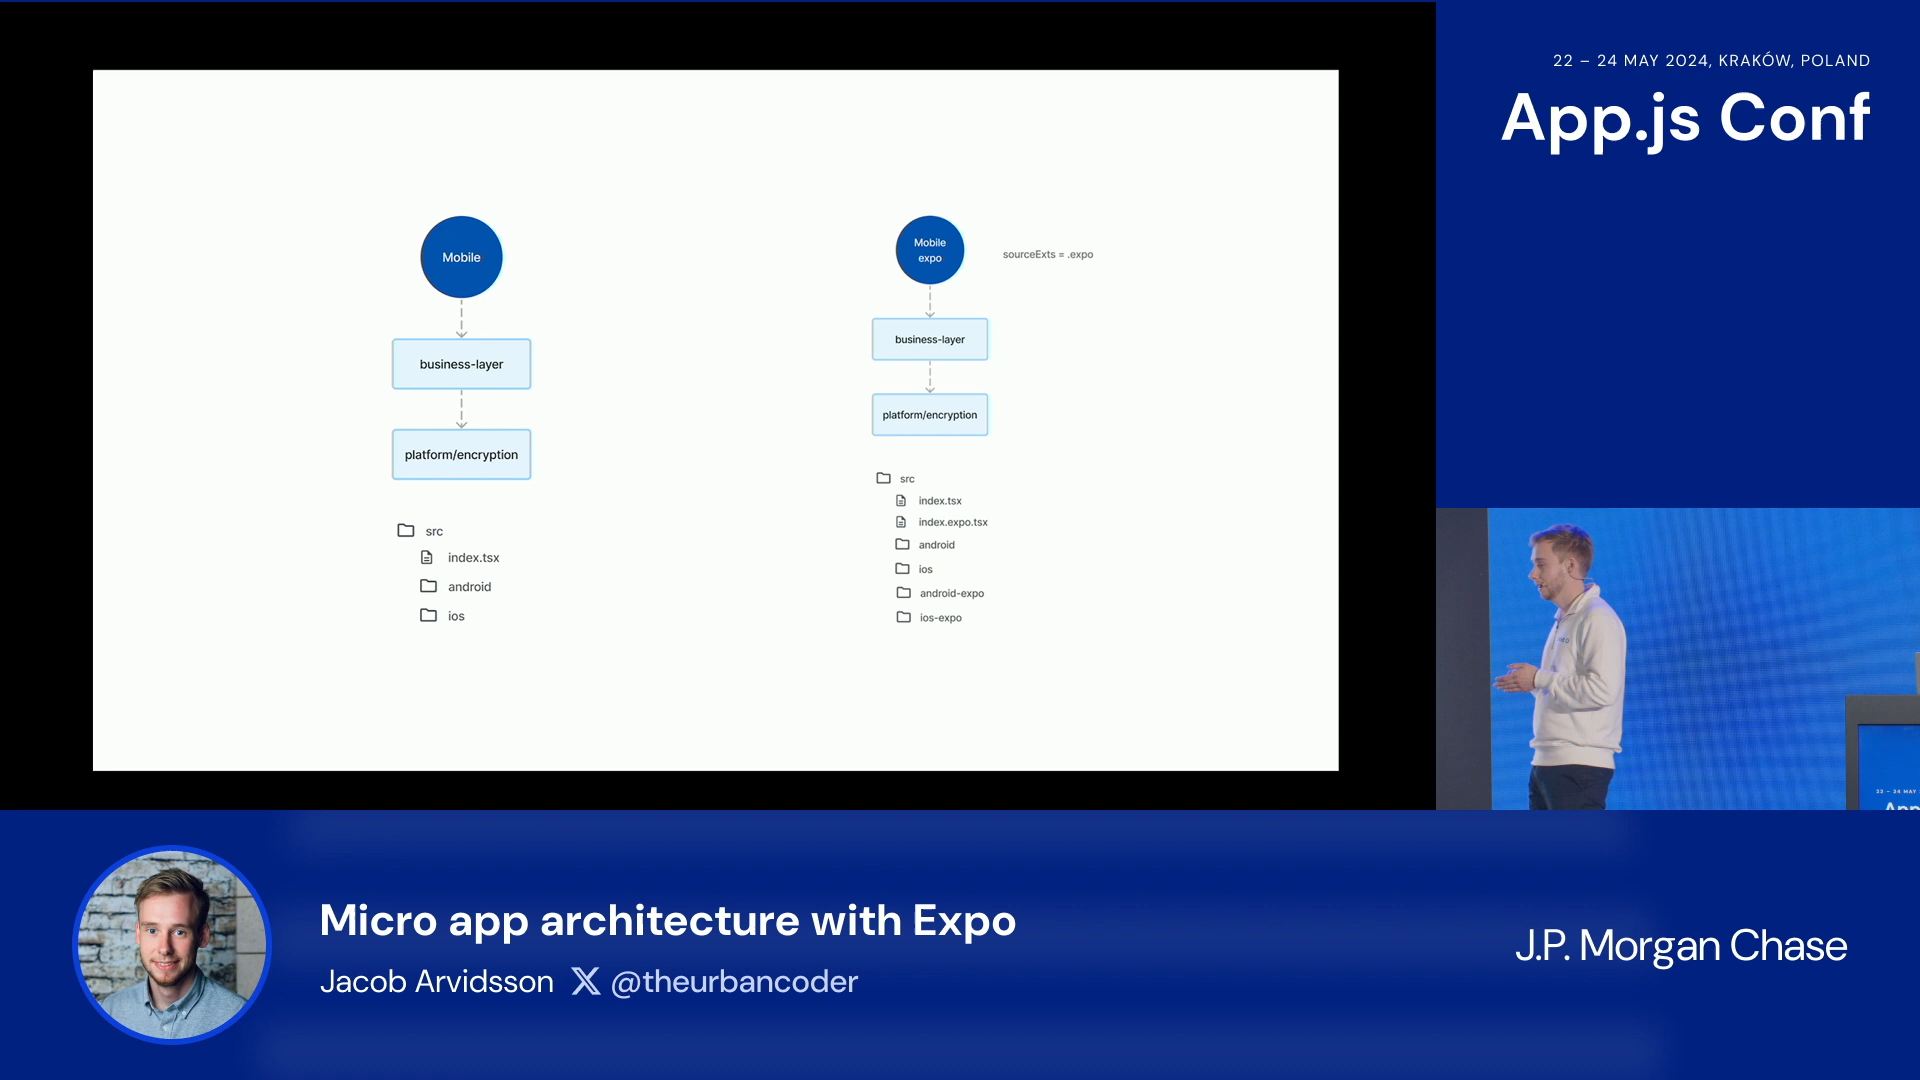 22 – 24 MAY 2024, KRAKÓW, POLAND
App.js Conf
Mobile
business-layer
platform/encryption
src
index.tsx
android
ios
Mobile
expo
sourceExts = .expo
business-layer
platform/encryption
src
index.tsx
index.expo.tsx
android
ios
android-expo
ios-expo
Micro app architecture with Expo
Jacob Arvidsson X @theurbancoder
J.P. Morgan Chase